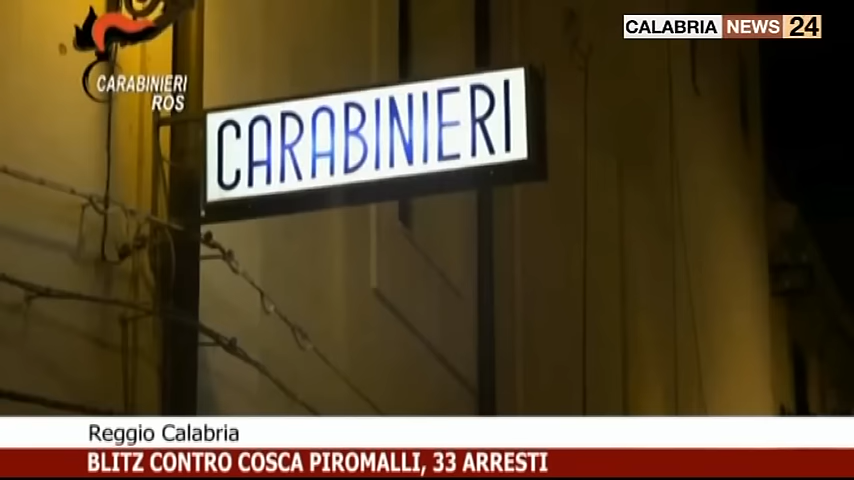 CARABINIERI
ROS
CALABRIA NEWS 24
CARABINIERI
Reggio Calabria
BLITZ CONTRO COSCA PIROMALLI, 33 ARRESTI